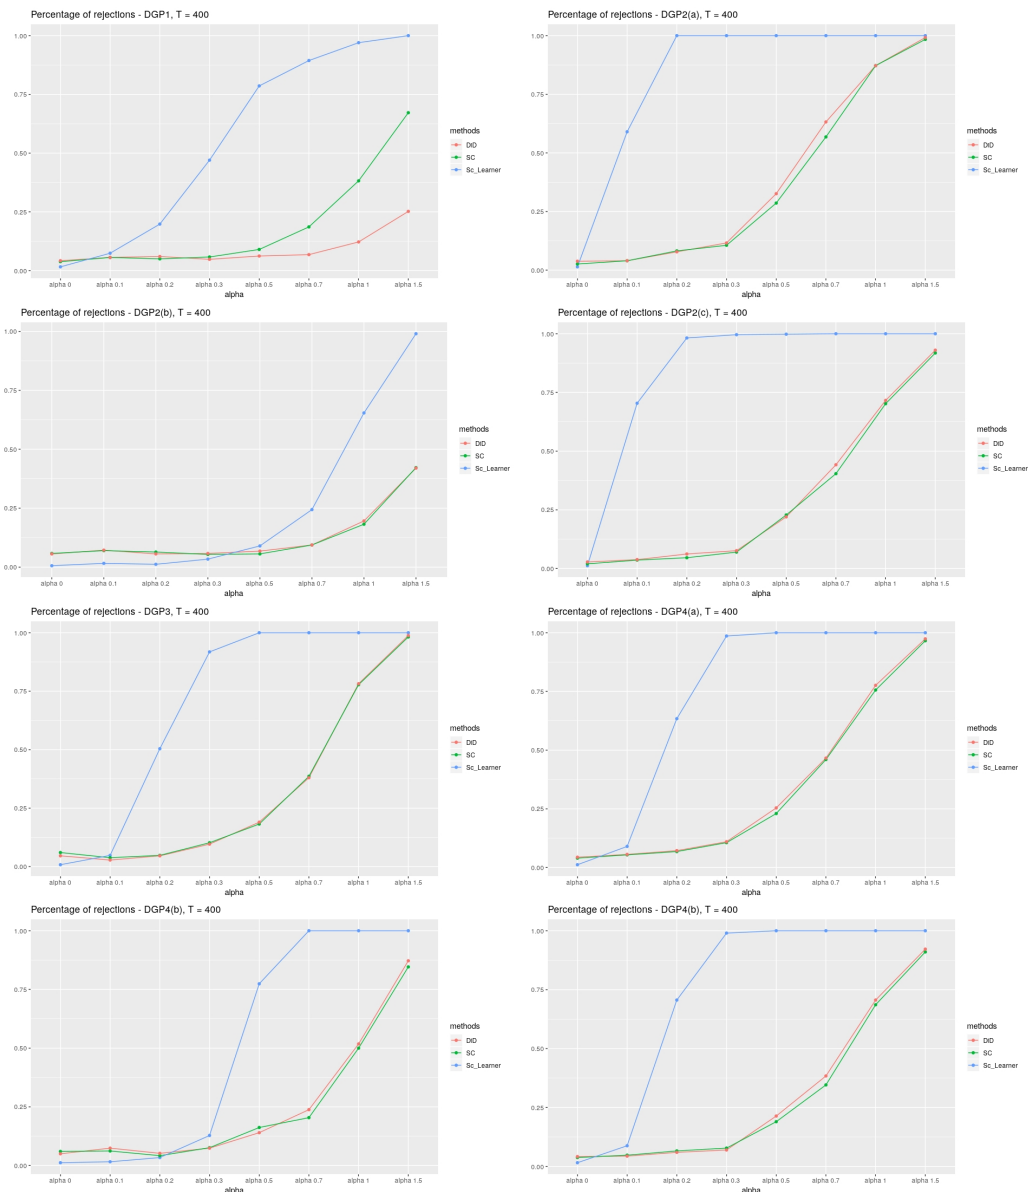 Percentage of rejections - DGP1, T = 400
1.00
0.75
0.50
0.25
0.00
alpha 0 alpha 0.1 alpha 0.2 alpha 0.3 alpha 0.5 alpha 0.7 alpha 1 alpha 1.5
alpha
methods
DID
SC
Sc_Learner
Percentage of rejections - DGP2(a), T = 400
1.00
0.75
0.50
0.25
0.00
alpha 0 alpha 0.1 alpha 0.2 alpha 0.3 alpha 0.5 alpha 0.7 alpha 1 alpha 1.5
alpha
methods
DID
SC
Sc_Learner
Percentage of rejections - DGP2(b), T = 400
1.00
0.75
0.50
0.25
0.00
alpha 0 alpha 0.1 alpha 0.2 alpha 0.3 alpha 0.5 alpha 0.7 alpha 1 alpha 1.5
alpha
methods
DID
SC
Sc_Learner
Percentage of rejections - DGP2(c), T = 400
1.00
0.75
0.50
0.25
0.00
alpha 0 alpha 0.1 alpha 0.2 alpha 0.3 alpha 0.5 alpha 0.7 alpha 1 alpha 1.5
alpha
methods
DID
SC
Sc_Learner
Percentage of rejections - DGP3, T = 400
1.00
0.75
0.50
0.25
0.00
alpha 0 alpha 0.1 alpha 0.2 alpha 0.3 alpha 0.5 alpha 0.7 alpha 1 alpha 1.5
alpha
methods
DID
SC
Sc_Learner
Percentage of rejections - DGP4(a), T = 400
1.00
0.75
0.50
0.25
0.00
alpha 0 alpha 0.1 alpha 0.2 alpha 0.3 alpha 0.5 alpha 0.7 alpha 1 alpha 1.5
alpha
methods
DID
SC
Sc_Learner
Percentage of rejections - DGP4(b), T = 400
1.00
0.75
0.50
0.25
0.00
alpha 0 alpha 0.1 alpha 0.2 alpha 0.3 alpha 0.5 alpha 0.7 alpha 1 alpha 1.5
alpha
methods
DID
SC
Sc_Learner
Percentage of rejections - DGP4(b), T = 400
1.00
0.75
0.50
0.25
0.00
alpha 0 alpha 0.1 alpha 0.2 alpha 0.3 alpha 0.5 alpha 0.7 alpha 1 alpha 1.5
alpha
methods
DID
SC
Sc_Learner